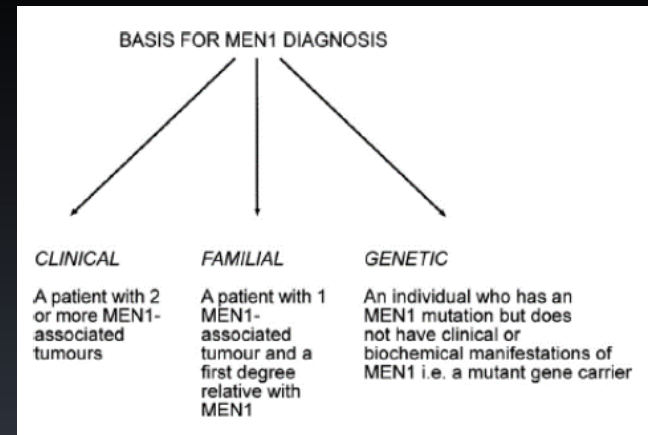 BASIS FOR MEN1 DIAGNOSIS
CLINICAL
A patient with 2
or more MEN1-
associated
tumours
FAMILIAL
A patient with 1
MEN1-
associated
tumour and a
first degree
relative with
MEN1
GENETIC
An individual who has an
MEN1 mutation but does
not have clinical or
biochemical manifestations of
MEN1 i.e. a mutant gene carrier